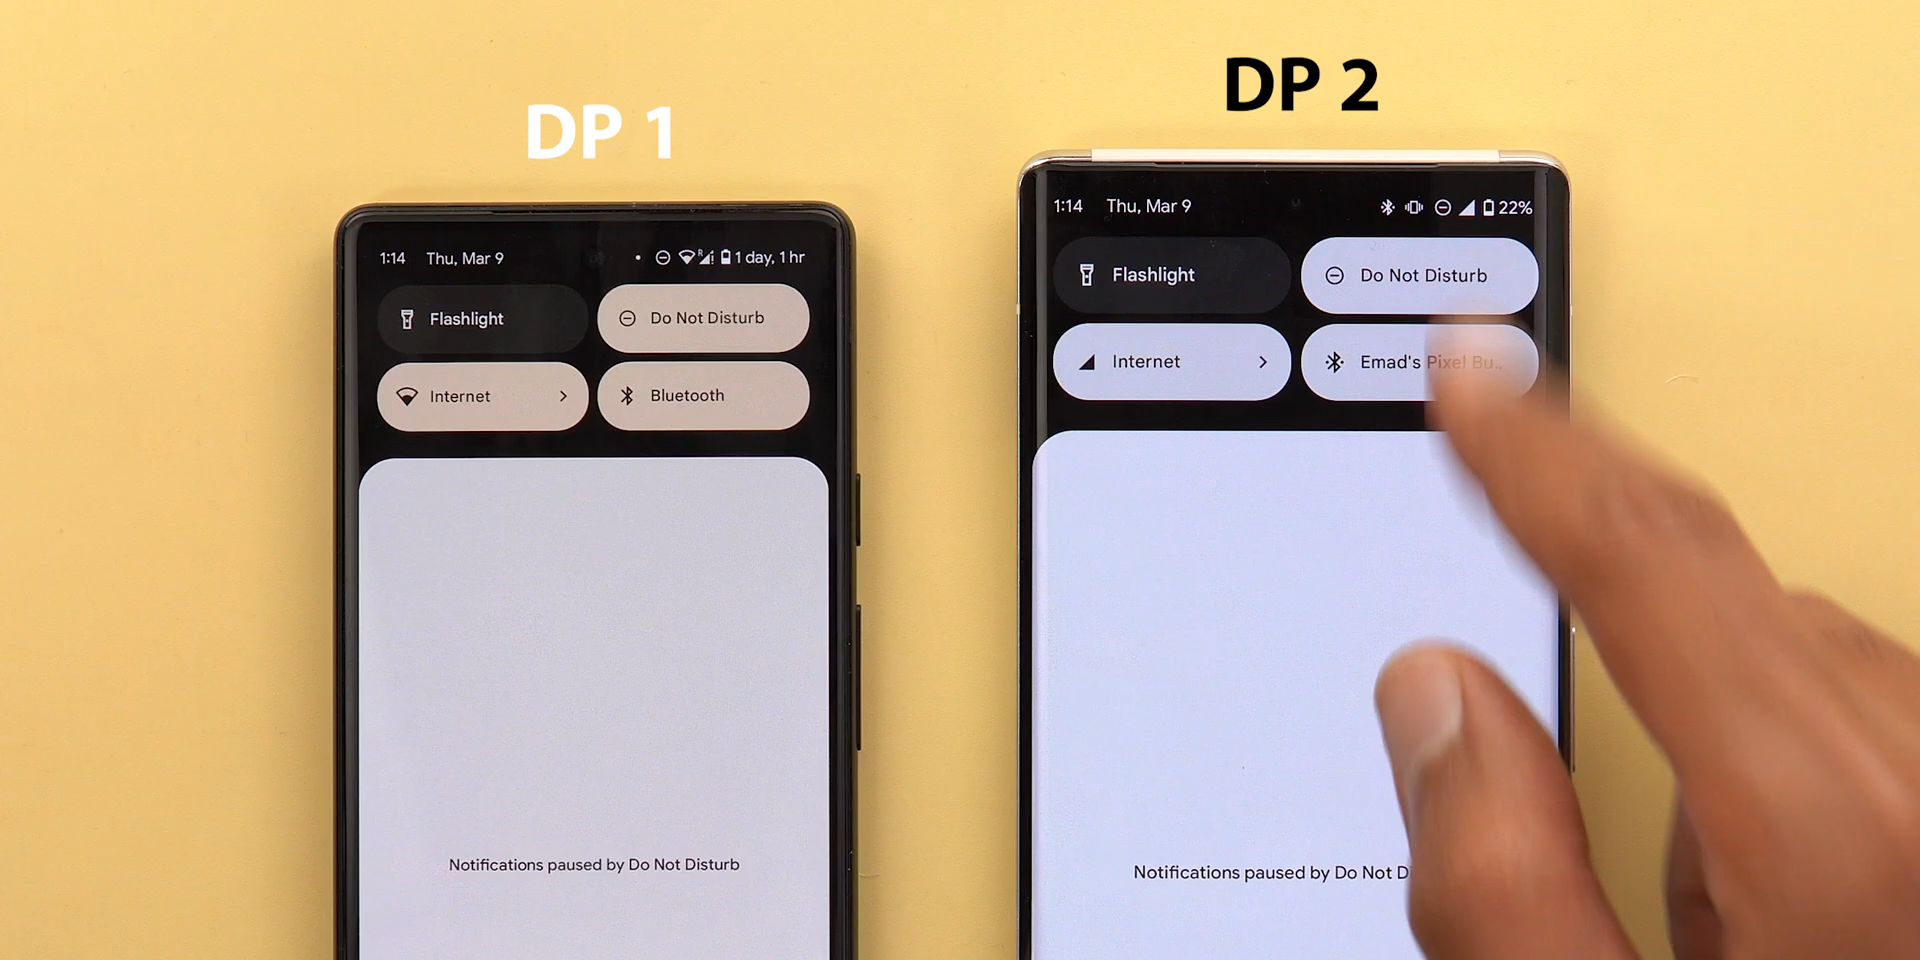 DP 1
DP 2
1:14 Thu, Mar 9
R 1 day, 1 hr
Flashlight
Do Not Disturb
Internet
Bluetooth
Notifications paused by Do Not Disturb
1:14 Thu, Mar 9
22%
Flashlight
Do Not Disturb
Internet
Emad's Pixel Bu...
Notifications paused by Do Not D